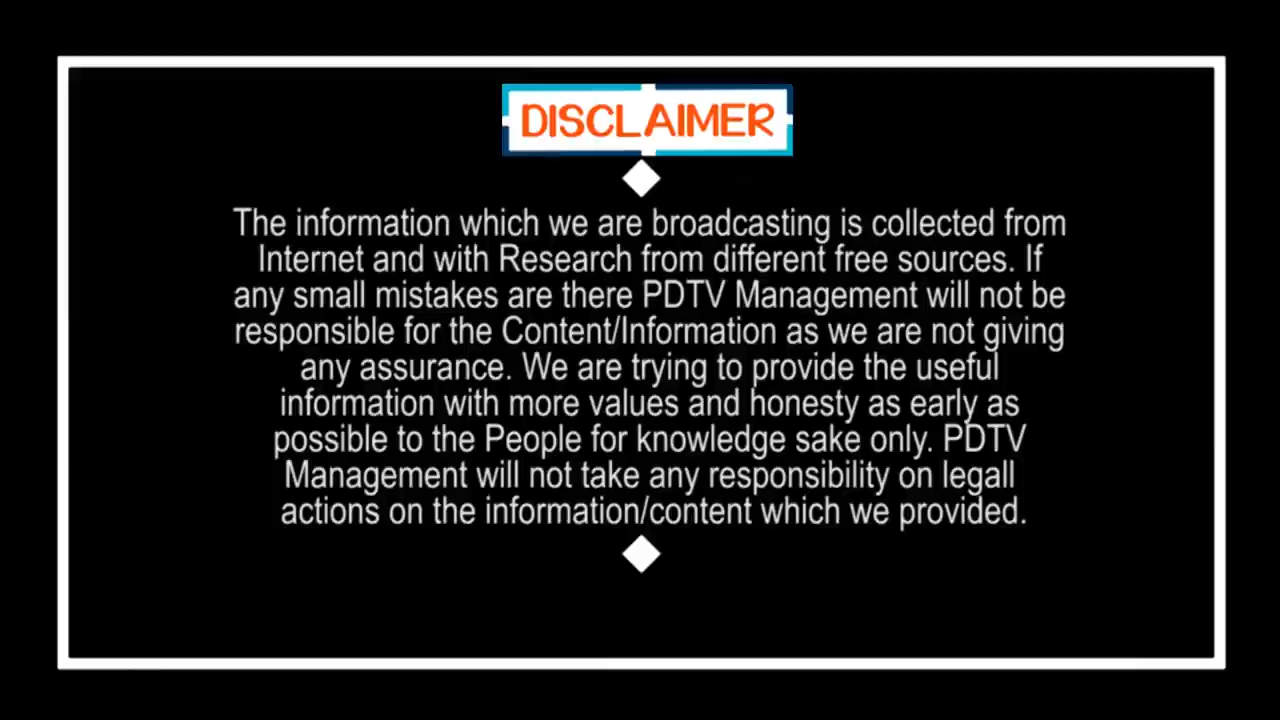 DISCLAIMER
The information which we are broadcasting is collected from
Internet and with Research from different free sources. If
any small mistakes are there PDTV Management will not be
responsible for the Content/Information as we are not giving
any assurance. We are trying to provide the useful
information with more values and honesty as early as
possible to the People for knowledge sake only. PDTV
Management will not take any responsibility on legall
actions on the information/content which we provided.